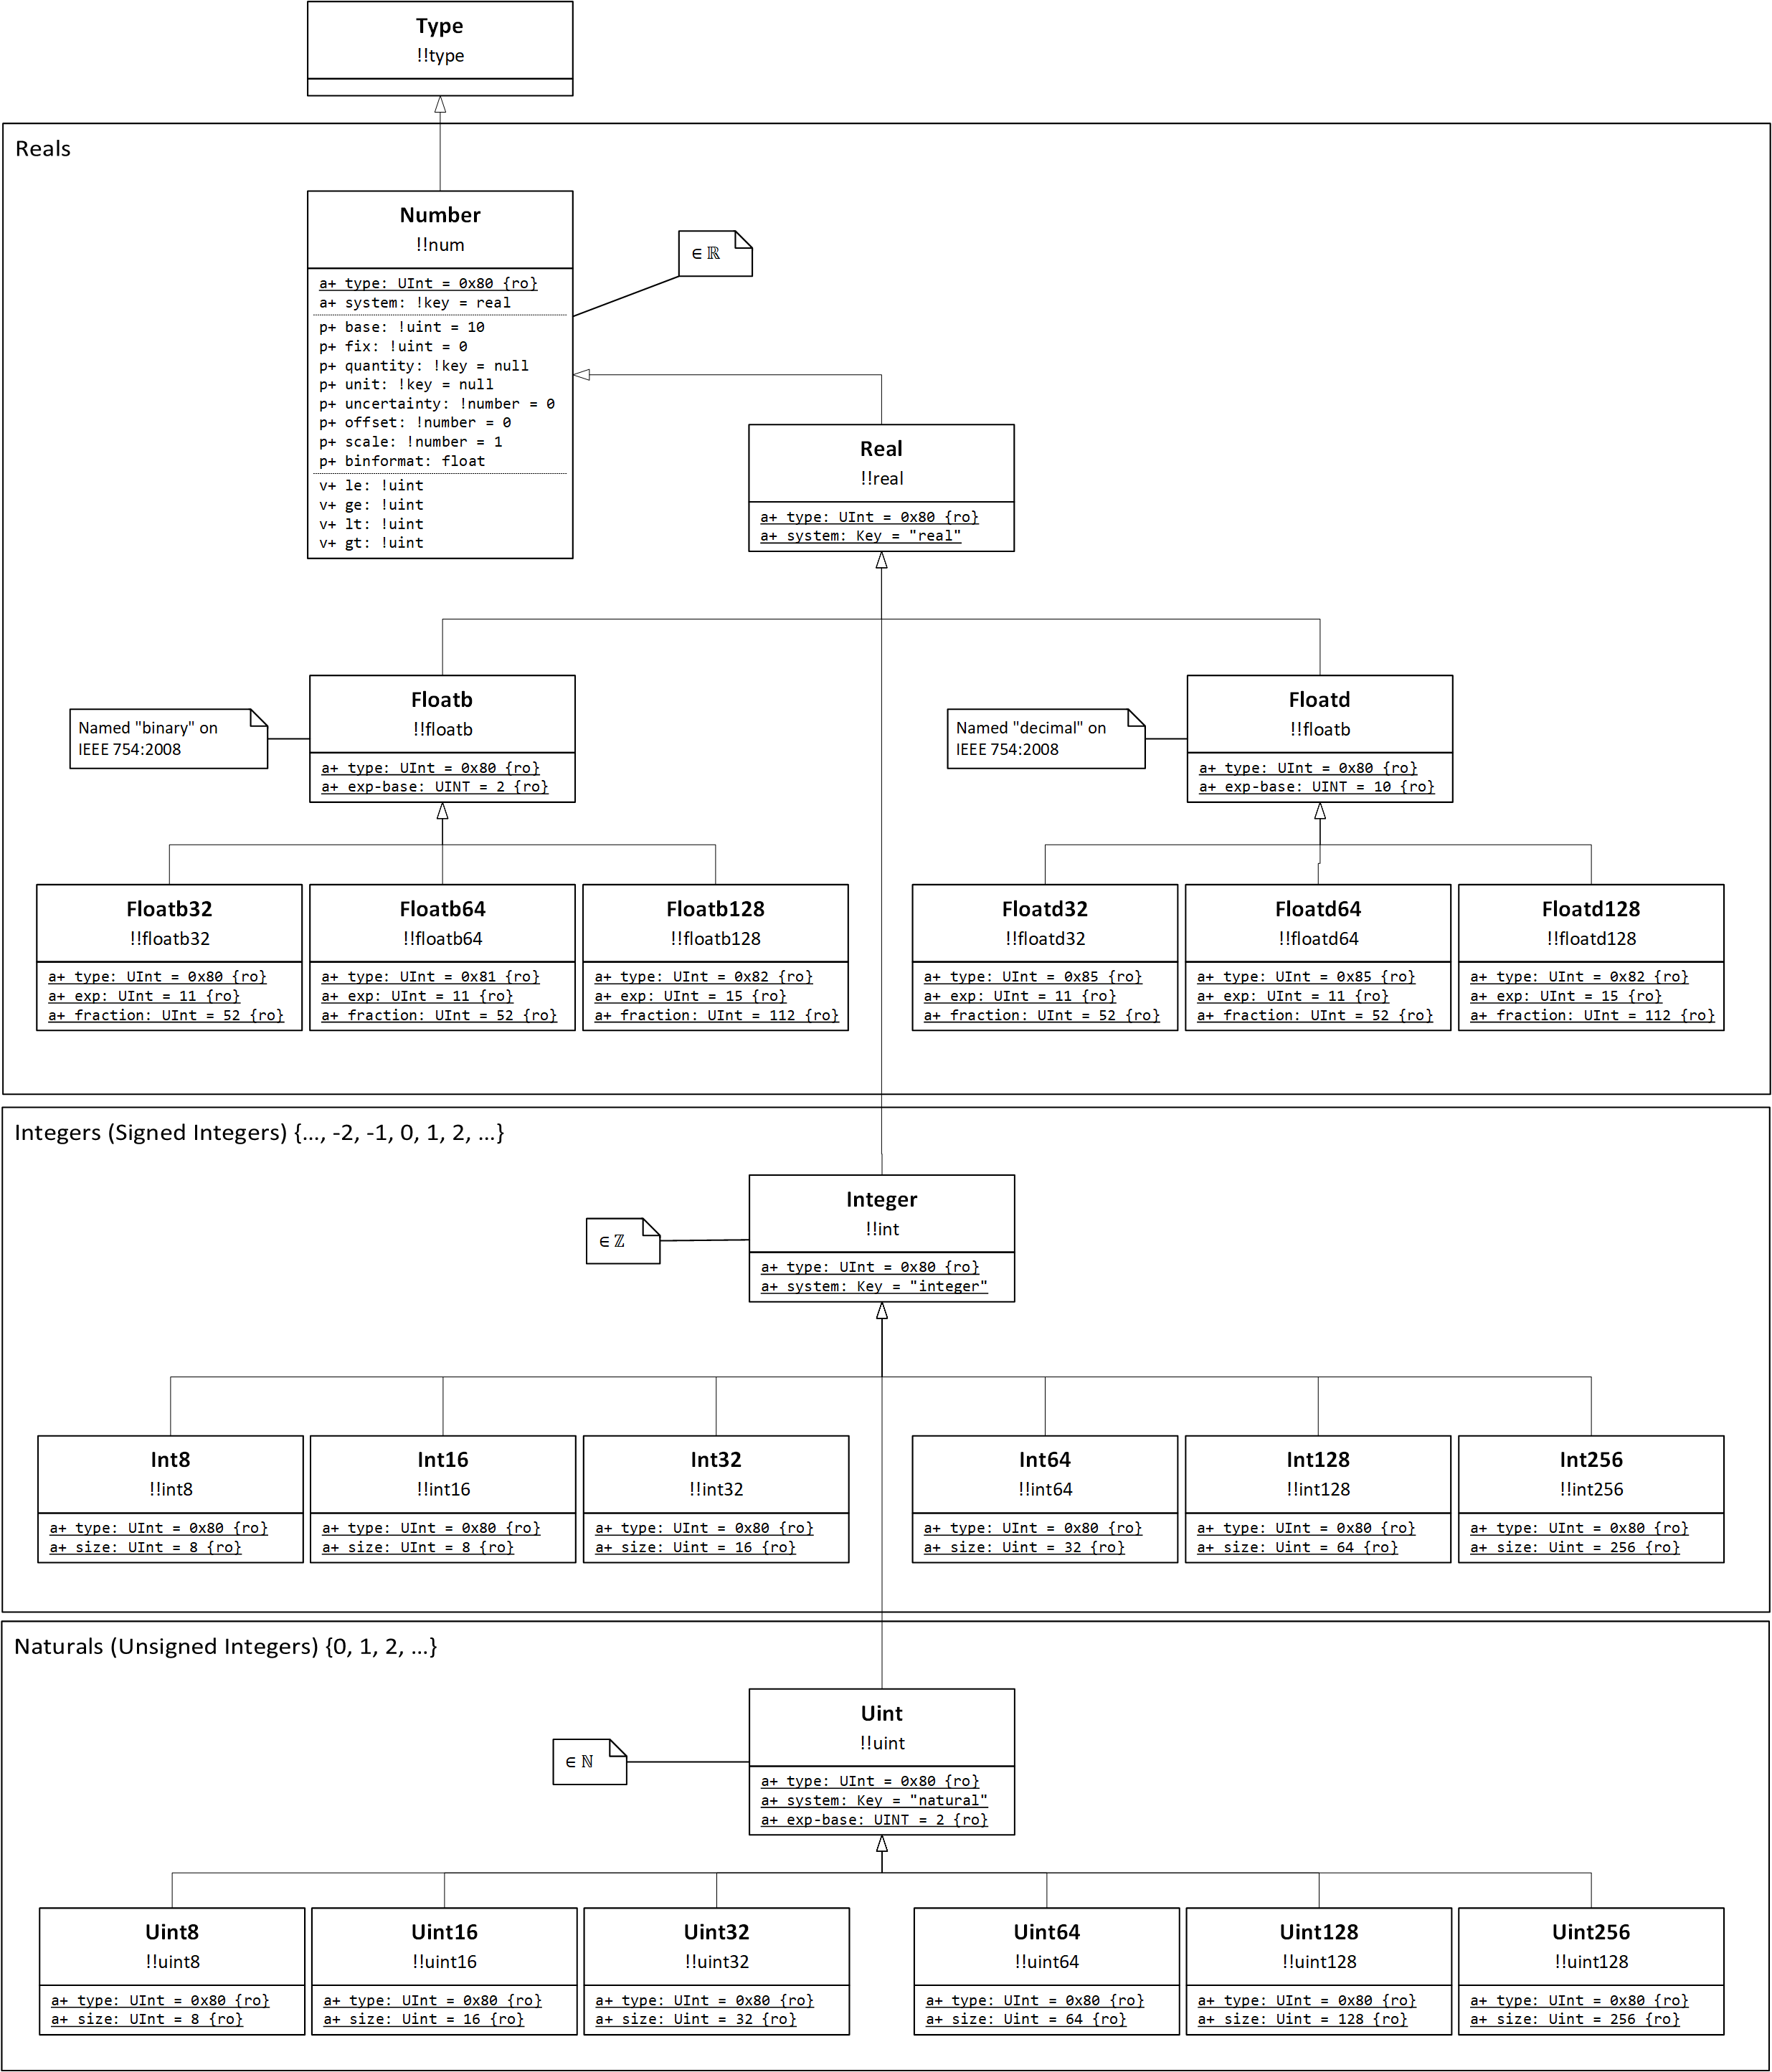 Type
!!type
Reals
Number
!!num
a+ type: UInt = 0x80 {ro}
a+ system: !key = real
p+ base: !uint = 10
p+ fix: !uint = 0
p+ quantity: !key = null
p+ unit: !key = null
p+ uncertainty: !number = 0
p+ offset: !number = 0
p+ scale: !number = 1
p+ binformat: float
v+ le: !uint
v+ ge: !uint
v+ lt: !uint
v+ gt: !uint
∈ ℝ
Real
!!real
a+ type: UInt = 0x80 {ro}
a+ system: Key = "real"
Named "binary" on
IEEE 754:2008
Floatb
!!floatb
a+ type: UInt = 0x80 {ro}
a+ exp-base: UINT = 2 {ro}
Named "decimal" on
IEEE 754:2008
Floatd
!!floatb
a+ type: UInt = 0x80 {ro}
a+ exp-base: UINT = 10 {ro}
Floatb32
!!floatb32
a+ type: UInt = 0x80 {ro}
a+ exp: UInt = 11 {ro}
a+ fraction: UInt = 52 {ro}
Floatb64
!!floatb64
a+ type: UInt = 0x81 {ro}
a+ exp: UInt = 11 {ro}
a+ fraction: UInt = 52 {ro}
Floatb128
!!floatb128
a+ type: UInt = 0x82 {ro}
a+ exp: UInt = 15 {ro}
a+ fraction: UInt = 112 {ro}
Floatd32
!!floatd32
a+ type: UInt = 0x85 {ro}
a+ exp: UInt = 11 {ro}
a+ fraction: UInt = 52 {ro}
Floatd64
!!floatd64
a+ type: UInt = 0x85 {ro}
a+ exp: UInt = 11 {ro}
a+ fraction: UInt = 52 {ro}
Floatd128
!!floatd128
a+ type: UInt = 0x82 {ro}
a+ exp: UInt = 15 {ro}
a+ fraction: UInt = 112 {ro}
Integers (Signed Integers) {…, -2, -1, 0, 1, 2, …}
∈ ℤ
Integer
!!int
a+ type: UInt = 0x80 {ro}
a+ system: Key = "integer"
Int8
!!int8
a+ type: UInt = 0x80 {ro}
a+ size: UInt = 8 {ro}
Int16
!!int16
a+ type: UInt = 0x80 {ro}
a+ size: UInt = 8 {ro}
Int32
!!int32
a+ type: UInt = 0x80 {ro}
a+ size: Uint = 16 {ro}
Int64
!!int64
a+ type: UInt = 0x80 {ro}
a+ size: Uint = 32 {ro}
Int128
!!int128
a+ type: UInt = 0x80 {ro}
a+ size: Uint = 64 {ro}
Int256
!!int256
a+ type: UInt = 0x80 {ro}
a+ size: Uint = 256 {ro}
Naturals (Unsigned Integers) {0, 1, 2, …}
∈ ℕ
Uint
!!uint
a+ type: UInt = 0x80 {ro}
a+ system: Key = "natural"
a+ exp-base: UINT = 2 {ro}
Uint8
!!uint8
a+ type: UInt = 0x80 {ro}
a+ size: UInt = 8 {ro}
Uint16
!!uint16
a+ type: UInt = 0x80 {ro}
a+ size: Uint = 16 {ro}
Uint32
!!uint32
a+ type: UInt = 0x80 {ro}
a+ size: Uint = 32 {ro}
Uint64
!!uint64
a+ type: UInt = 0x80 {ro}
a+ size: Uint = 64 {ro}
Uint128
!!uint128
a+ type: UInt = 0x80 {ro}
a+ size: Uint = 128 {ro}
Uint256
!!uint128
a+ type: UInt = 0x80 {ro}
a+ size: Uint = 256 {ro}